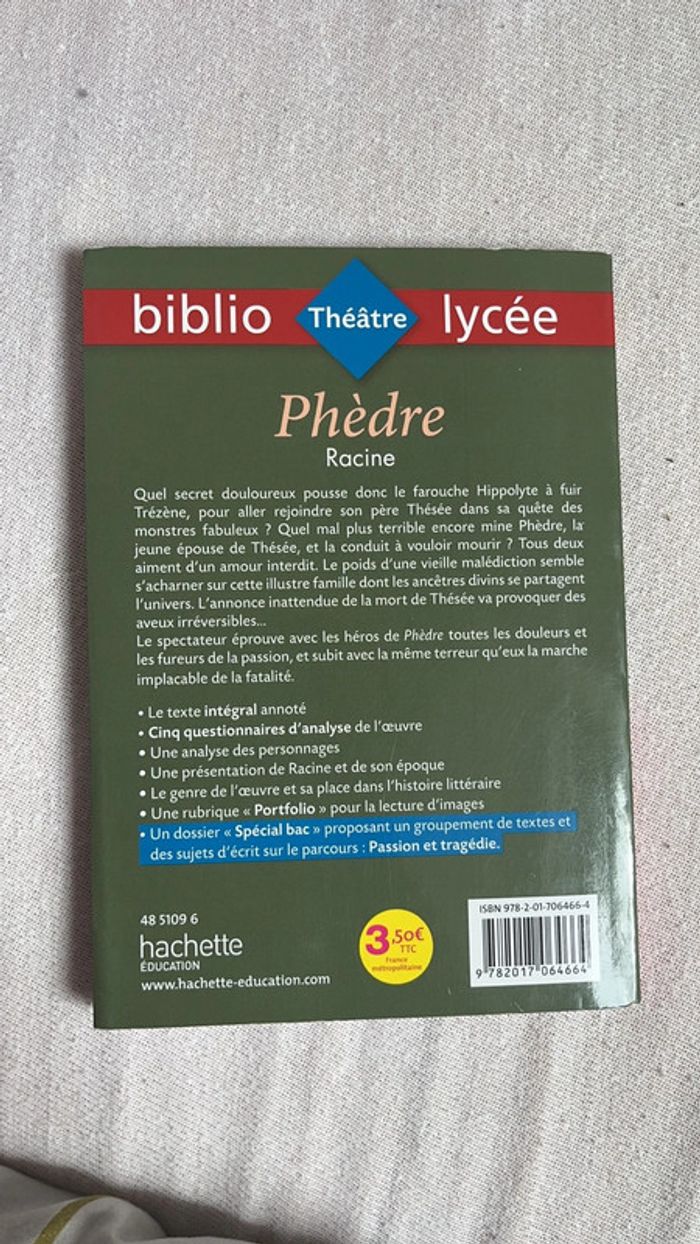 biblio Théâtre lycée
Phèdre
Racine
Quel secret douloureux pousse donc le farouche Hippolyte à fuir
Trézène, pour aller rejoindre son père Thésée dans sa quête des
monstres fabuleux ? Quel mal plus terrible encore mine Phèdre, la
jeune épouse de Thésée, et la conduit à vouloir mourir ? Tous deux
aiment d'un amour interdit. Le poids d'une vieille malédiction semble
s'acharner sur cette illustre famille dont les ancêtres divins se partagent
l'univers. L'annonce inattendue de la mort de Thésée va provoquer des
aveux irréversibles...
Le spectateur éprouve avec les héros de Phèdre toutes les douleurs et
les fureurs de la passion, et subit avec la même terreur qu'eux la marche
implacable de la fatalité.
• Le texte intégral annoté
• Cinq questionnaires d'analyse de l'œuvre
• Une analyse des personnages
• Une présentation de Racine et de son époque
• Le genre de l'œuvre et sa place dans l'histoire littéraire
• Une rubrique « Portfolio » pour la lecture d'images
• Un dossier « Spécial bac » proposant un groupement de textes et
des sujets d'écrit sur le parcours : Passion et tragédie.
48 5109 6
hachette
ÉDUCATION
www.hachette-education.com
3,50€
TTC
France
métropolitaine
ISBN 978-2-01-706466-4
9 782017 064664